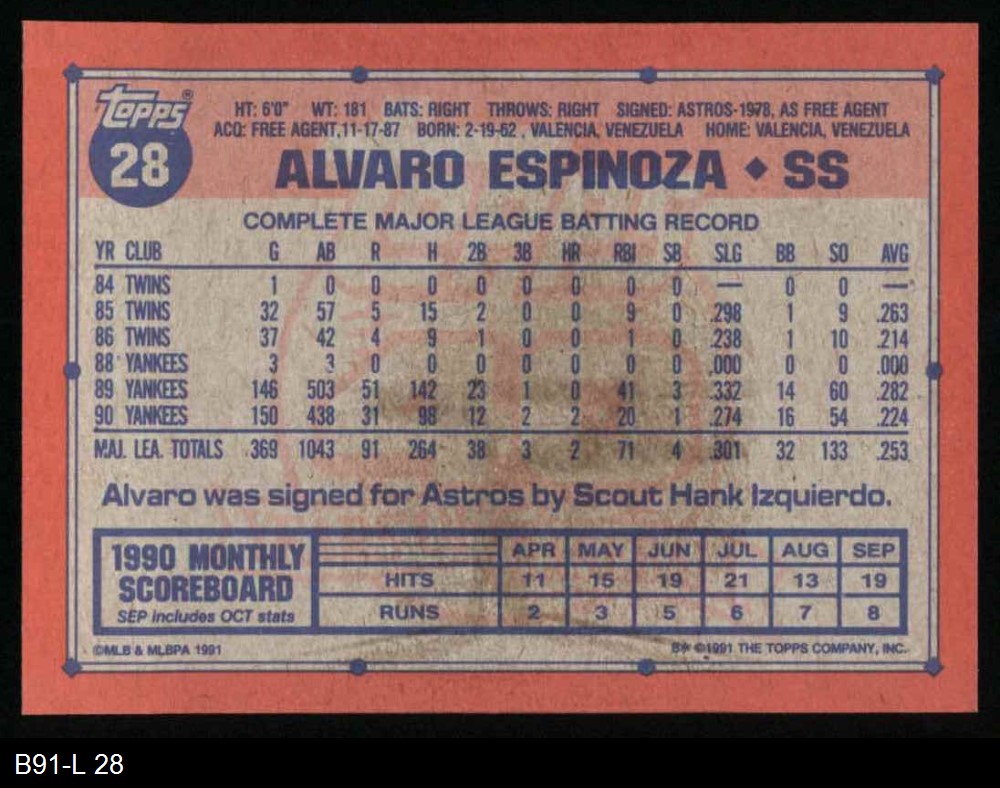 Topps®
28
HT: 6'0" WT: 181 BATS: RIGHT THROWS: RIGHT SIGNED: ASTROS-1978, AS FREE AGENT
ACQ: FREE AGENT,11-17-87 BORN: 2-19-62 , VALENCIA, VENEZUELA HOME: VALENCIA, VENEZUELA
ALVARO ESPINOZA ◆ SS
COMPLETE MAJOR LEAGUE BATTING RECORD
YR CLUB G AB R H 2B 3B HR RBI SB SLG BB SO AVG
84 TWINS 1 0 0 0 0 0 0 0 0 — 0 0 —
85 TWINS 32 57 5 15 2 0 0 9 0 .298 1 9 .263
86 TWINS 37 42 4 9 1 0 0 1 0 .238 1 10 .214
88 YANKEES 3 3 0 0 0 0 0 0 0 .000 0 0 .000
89 YANKEES 146 503 51 142 23 1 0 41 3 .332 14 60 .282
90 YANKEES 150 438 31 98 12 2 2 20 1 .274 16 54 .224
MAJ. LEA. TOTALS 369 1043 91 264 38 3 2 71 4 .301 32 133 .253
Alvaro was signed for Astros by Scout Hank Izquierdo.
1990 MONTHLY SCOREBOARD
SEP includes OCT stats
APR MAY JUN JUL AUG SEP
HITS 11 15 19 21 13 19
RUNS 2 3 5 6 7 8
©MLB & MLBPA 1991 B* ©1991 THE TOPPS COMPANY, INC.
B91-L 28